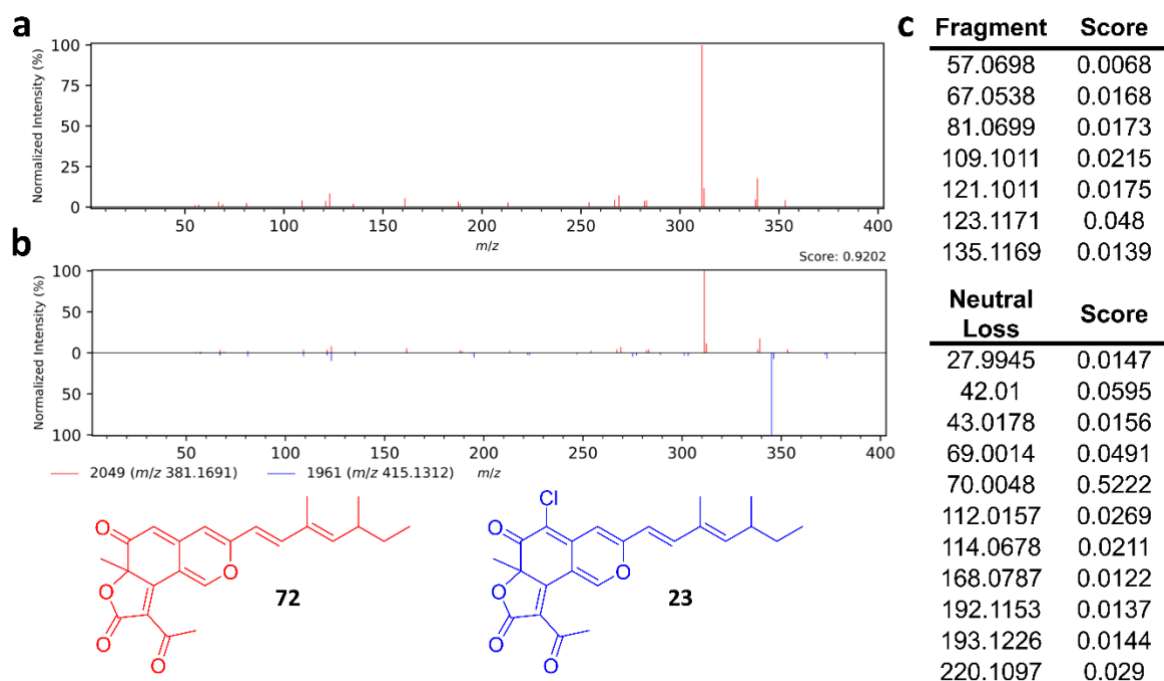 a
100
75
50
25
0
Normalized Intensity (%)
50 100 150 200 250 300 350 400
m/z
b
Score: 0.9202
100
50
0
50
100
Normalized Intensity (%)
50 100 150 200 250 300 350 400
2049 (m/z 381.1691) 1961 (m/z 415.1312) m/z
O
O
O
O
O
72
Cl
O
O
O
O
O
23
c
Fragment Score
57.0698 0.0068
67.0538 0.0168
81.0699 0.0173
109.1011 0.0215
121.1011 0.0175
123.1171 0.048
135.1169 0.0139
Neutral
Loss Score
27.9945 0.0147
42.01 0.0595
43.0178 0.0156
69.0014 0.0491
70.0048 0.5222
112.0157 0.0269
114.0678 0.0211
168.0787 0.0122
192.1153 0.0137
193.1226 0.0144
220.1097 0.029